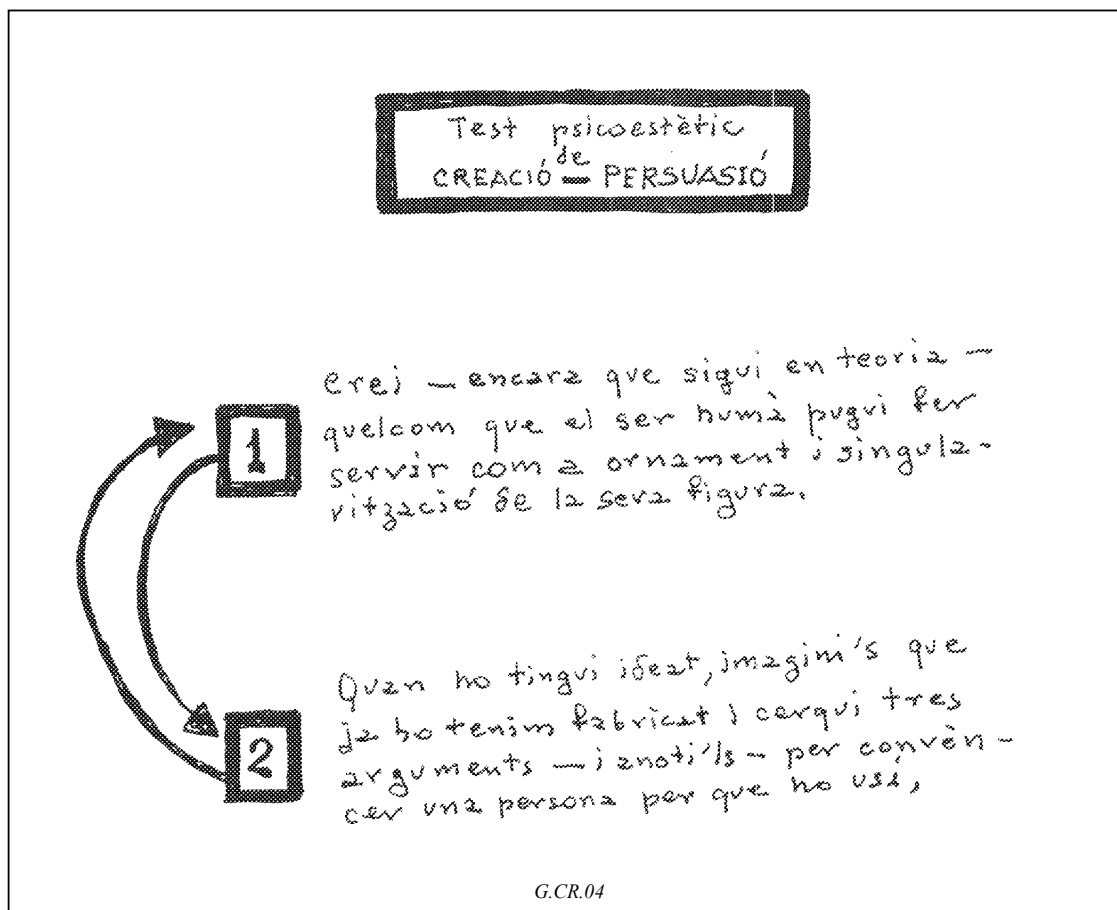 Test psicoestètic
de
CREACIÓ — PERSUASIÓ
1
Creï — encara que sigui en teoria —
quelcom que el ser humà pugui fer
servir com a ornament i singula-
rització de la seva figura.
2
Quan ho tingui ideat, imagini's que
ja ho tenim fabricat i cerqui tres
arguments — i anoti'ls — per convèn-
cer una persona per que ho usi,
G.CR.04